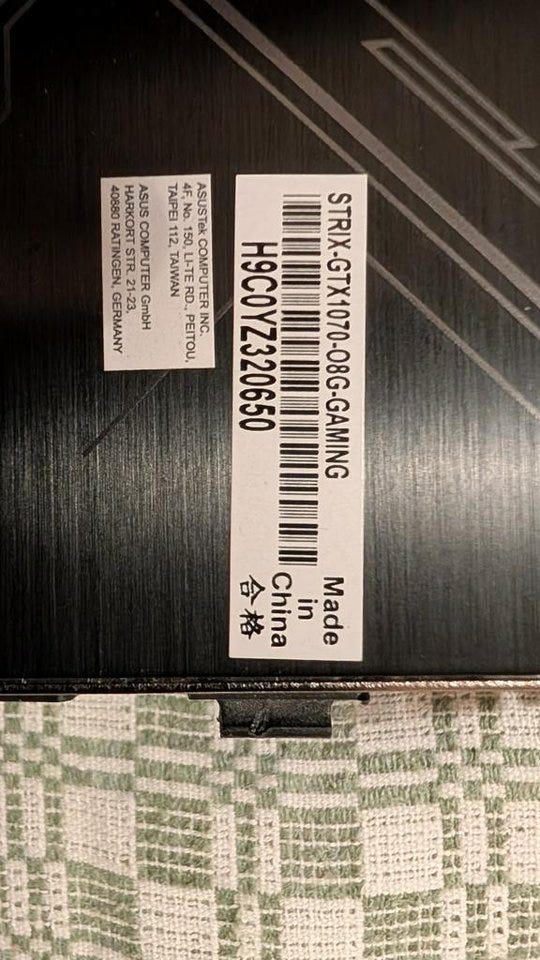 STRIX-GTX1070-O8G-GAMING
H9C0YZ320650
Made
in
China
合格
ASUSTek COMPUTER INC.
4F, No. 150, LI-TE RD., PEITOU,
TAIPEI 112, TAIWAN
ASUS COMPUTER GmbH
HARKORT STR. 21-23,
40880 RATINGEN, GERMANY